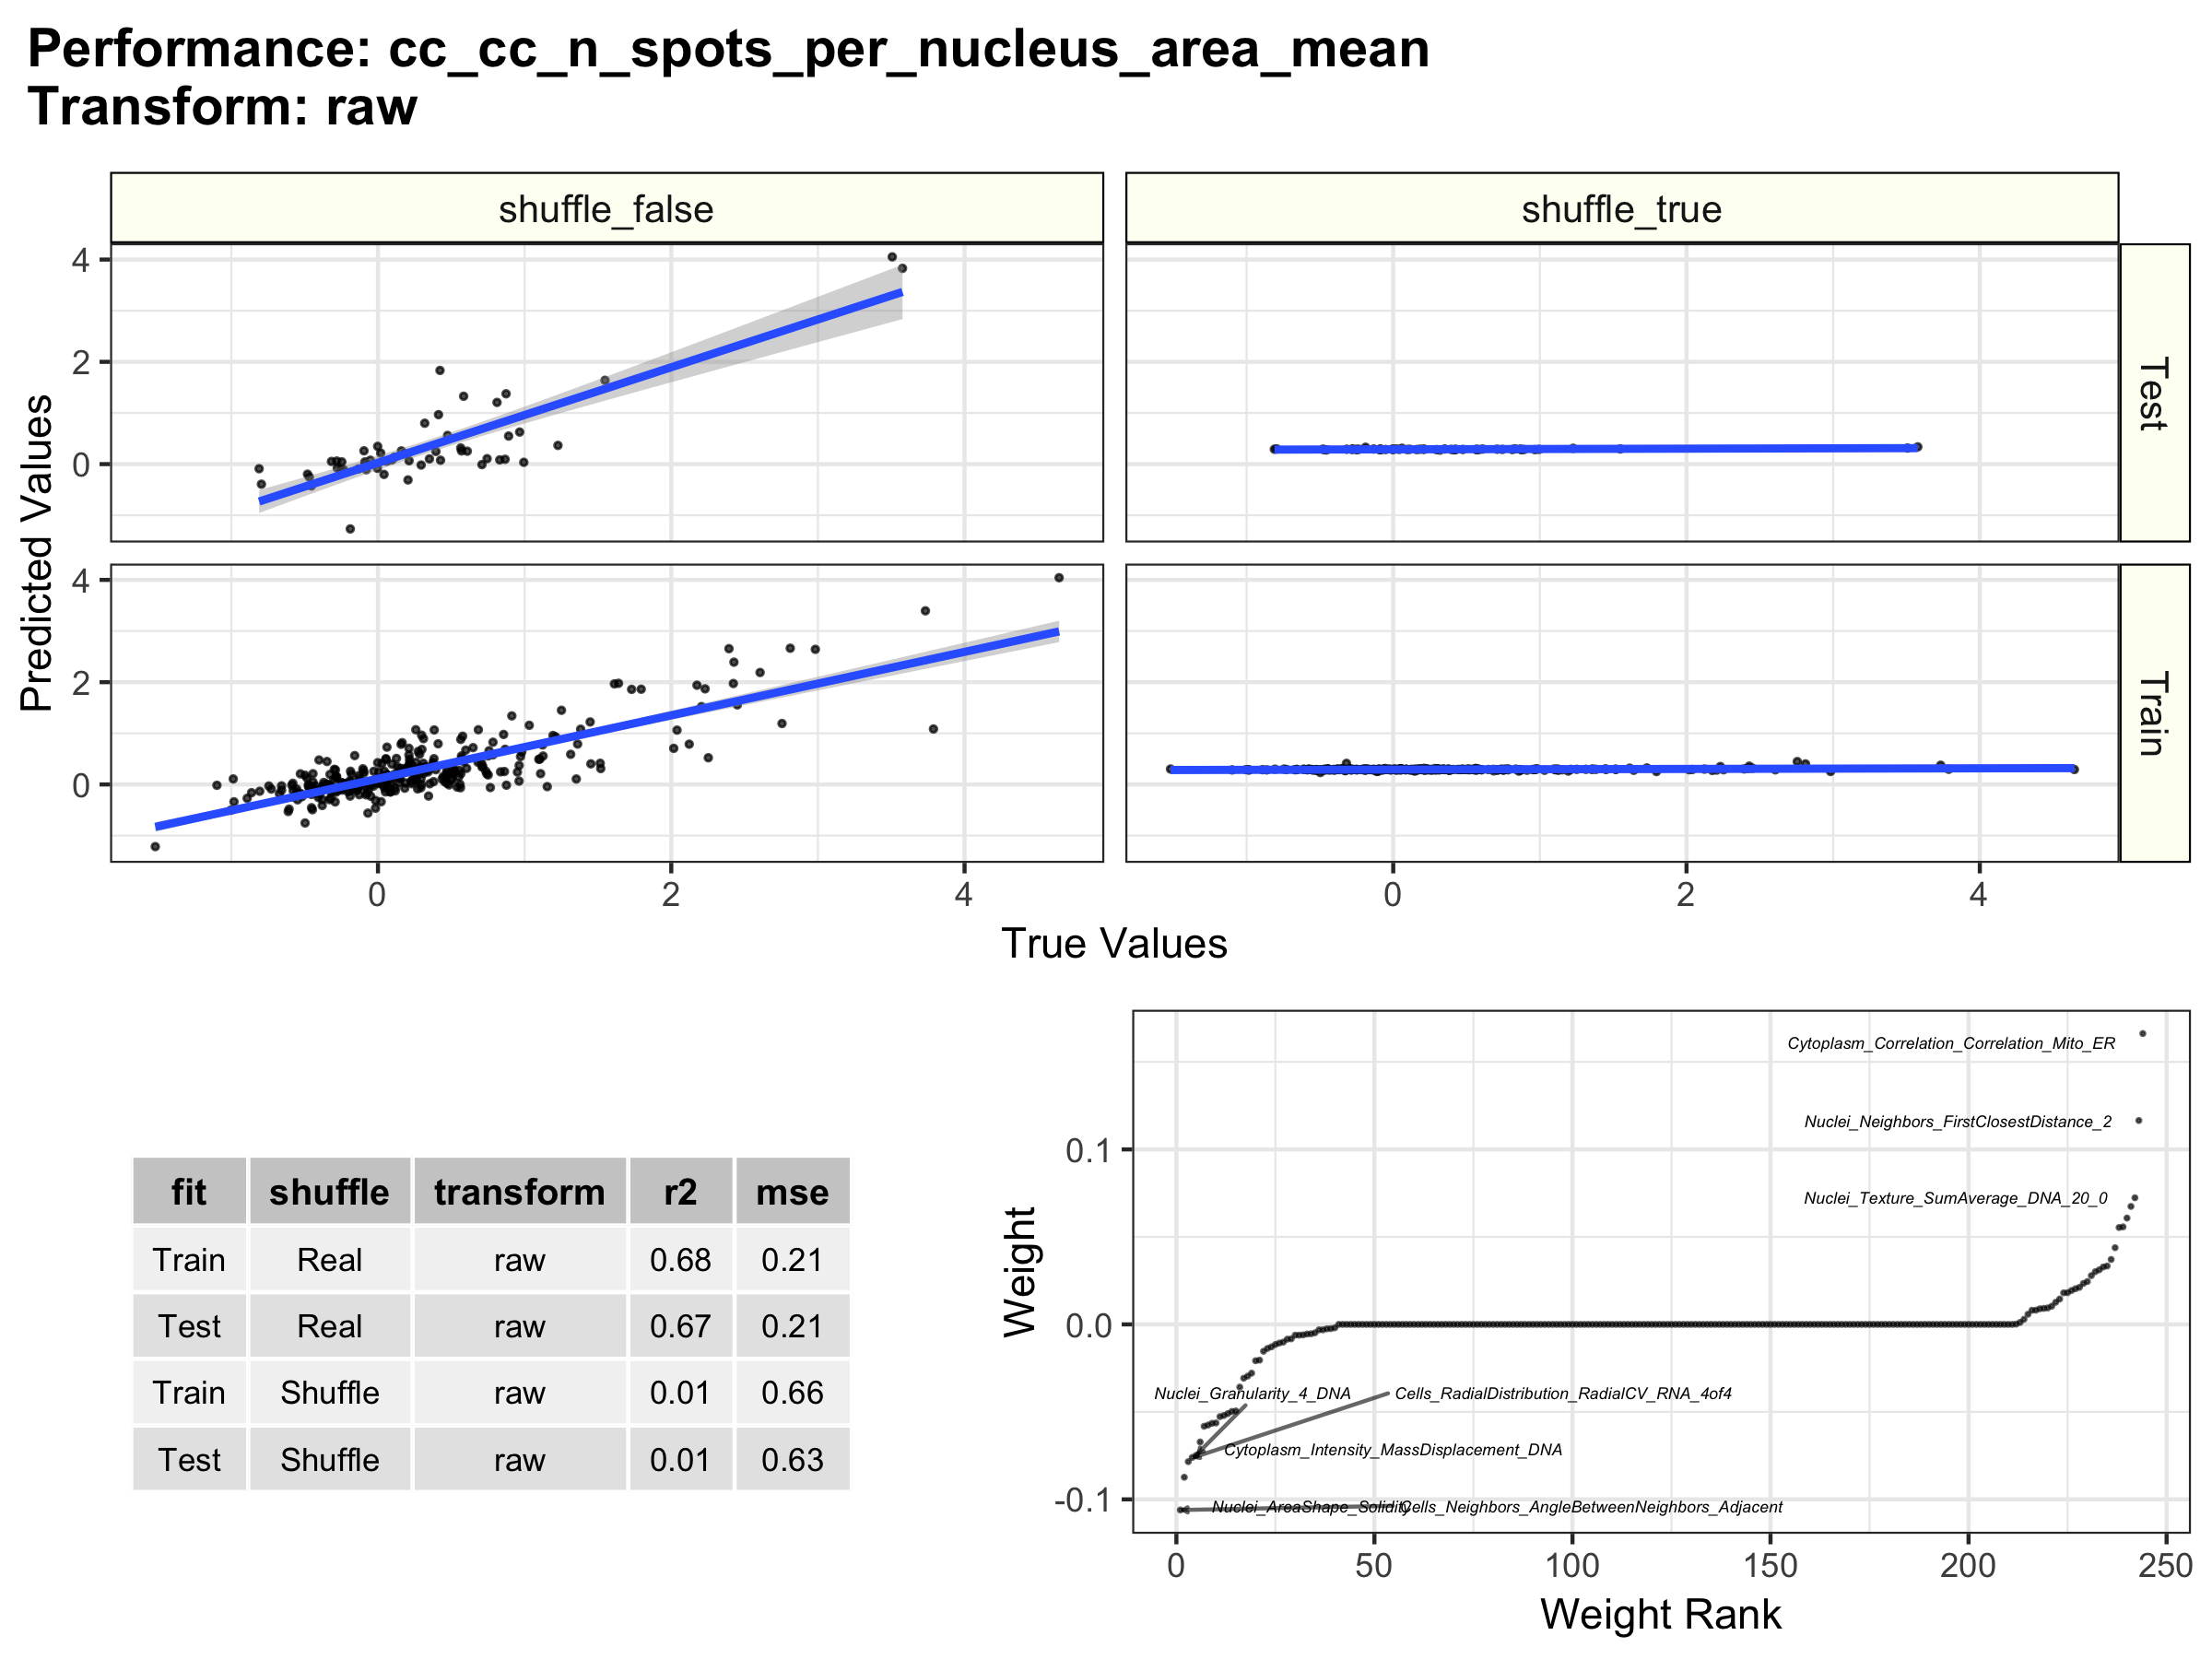 Performance: cc_cc_n_spots_per_nucleus_area_mean
Transform: raw
shuffle_false
shuffle_true
4
2
0
Test
Predicted Values
4
2
0
Train
0
2
4
0
2
4
True Values
fit shuffle transform r2 mse
Train Real raw 0.68 0.21
Test Real raw 0.67 0.21
Train Shuffle raw 0.01 0.66
Test Shuffle raw 0.01 0.63
Weight
0.1
0.0
-0.1
Cytoplasm_Correlation_Correlation_Mito_ER
Nuclei_Neighbors_FirstClosestDistance_2
Nuclei_Texture_SumAverage_DNA_20_0
Nuclei_Granularity_4_DNA
Cells_RadialDistribution_RadialCV_RNA_4of4
Cytoplasm_Intensity_MassDisplacement_DNA
Nuclei_AreaShape_Solidity
Cells_Neighbors_AngleBetweenNeighbors_Adjacent
0
50
100
150
200
250
Weight Rank